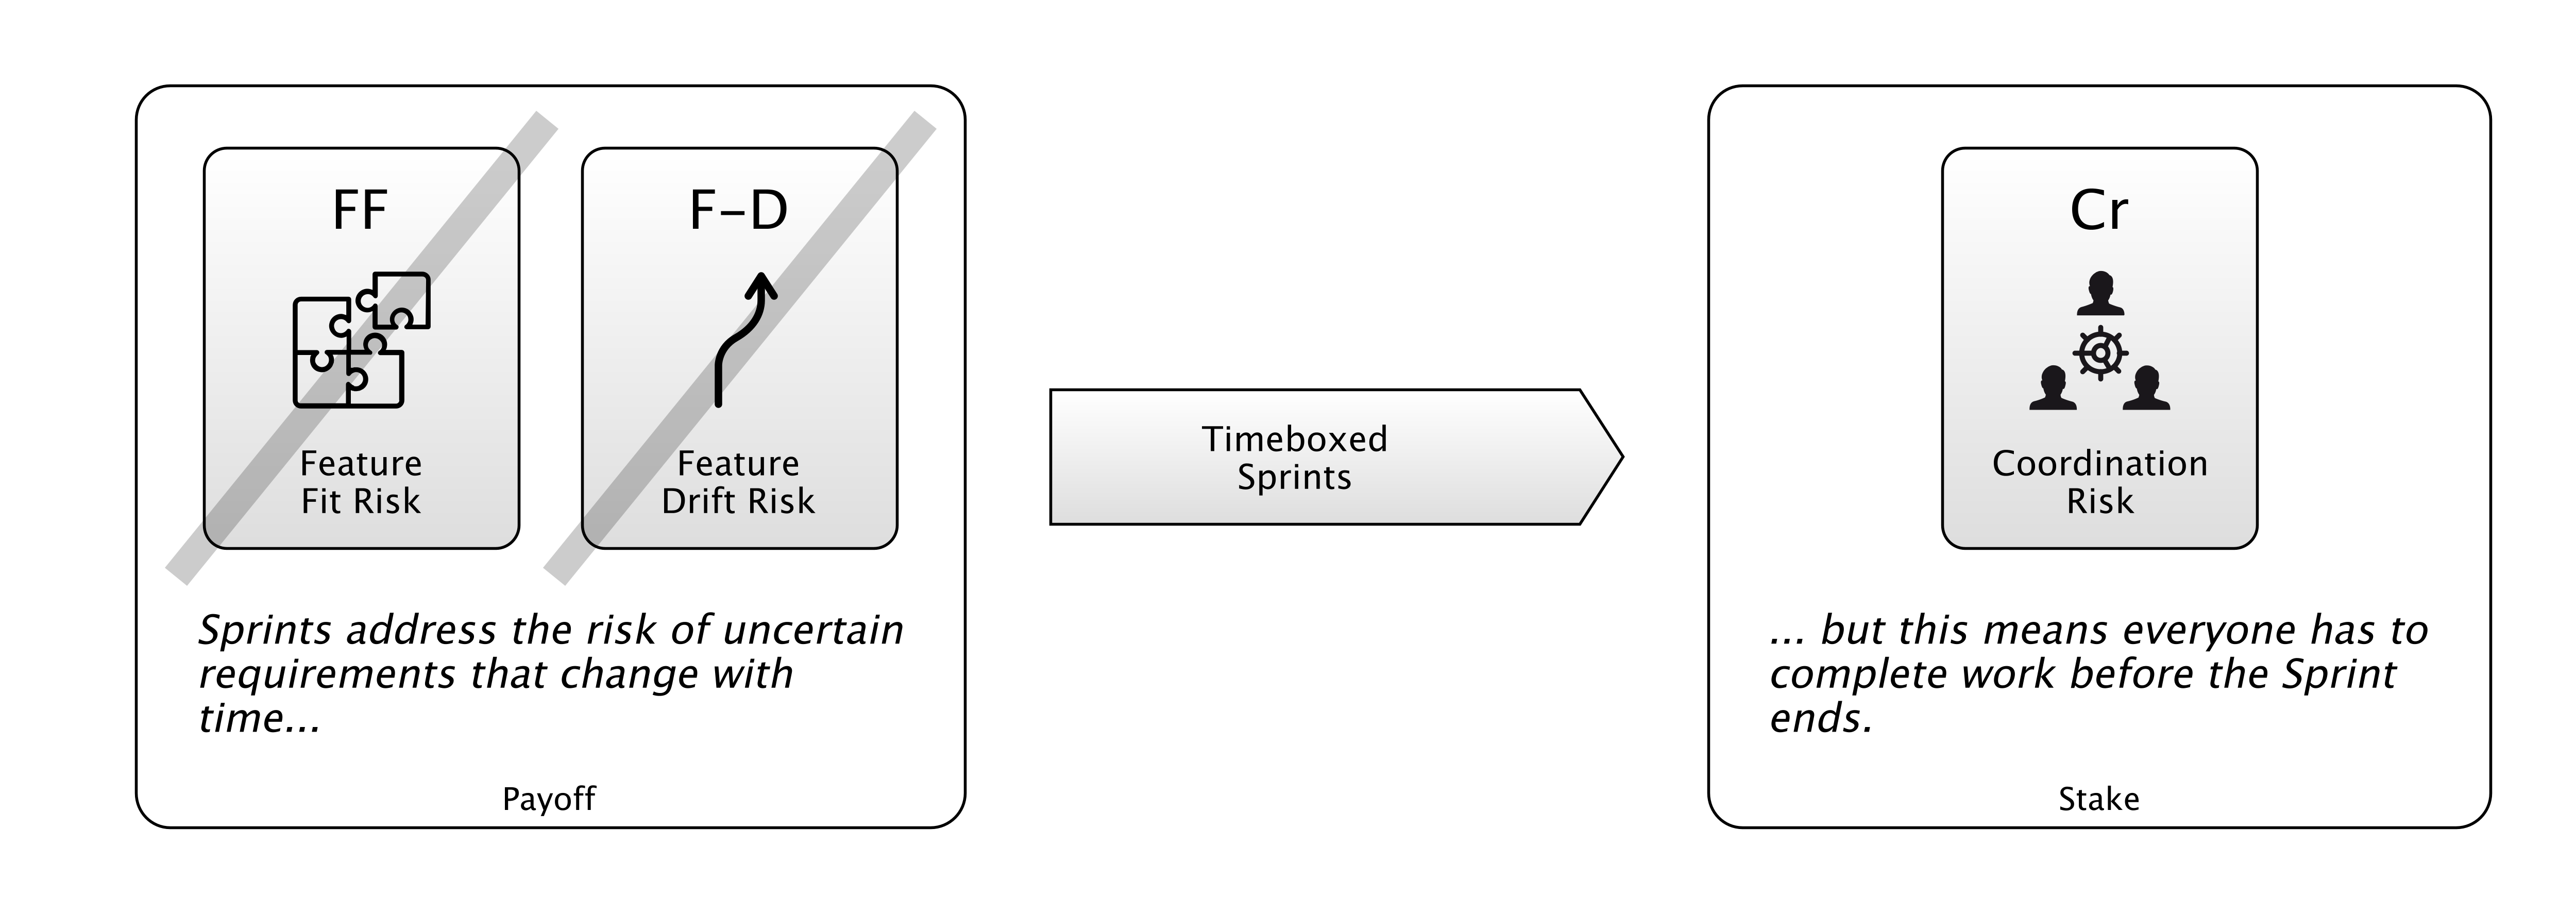 FF
Feature
Fit Risk
F–D
Feature
Drift Risk
Sprints address the risk of uncertain
requirements that change with
time...
Payoff
Timeboxed
Sprints
Cr
Coordination
Risk
... but this means everyone has to
complete work before the Sprint
ends.
Stake